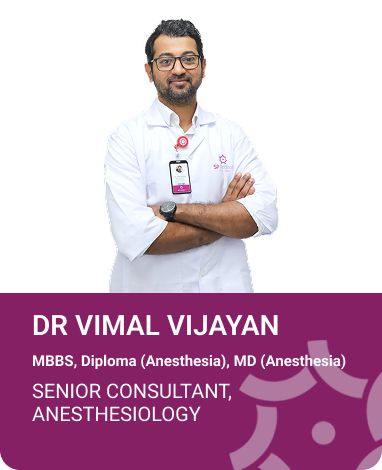 DR VIMAL VIJAYAN
MBBS, Diploma (Anesthesia), MD (Anesthesia)
SENIOR CONSULTANT,
ANESTHESIOLOGY